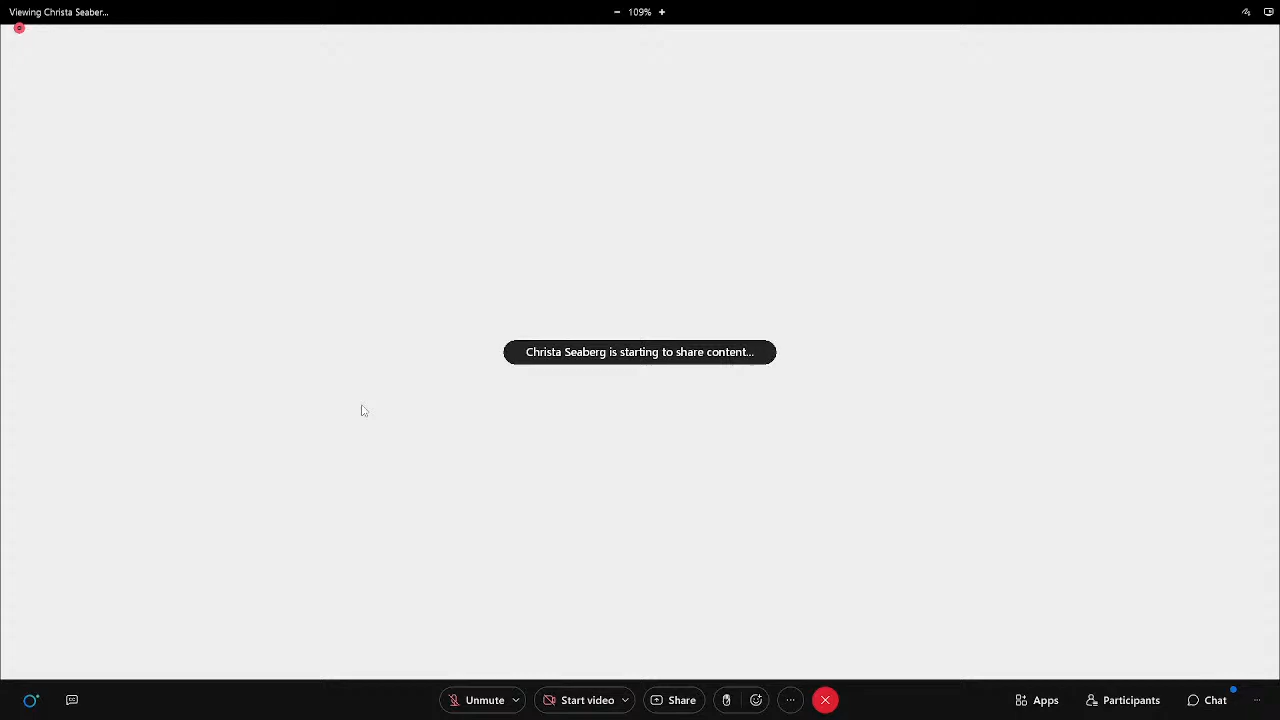 Viewing Christa Seaber...
109%
Christa Seaberg is starting to share content...
Unmute
Start video
Share
Apps
Participants
Chat